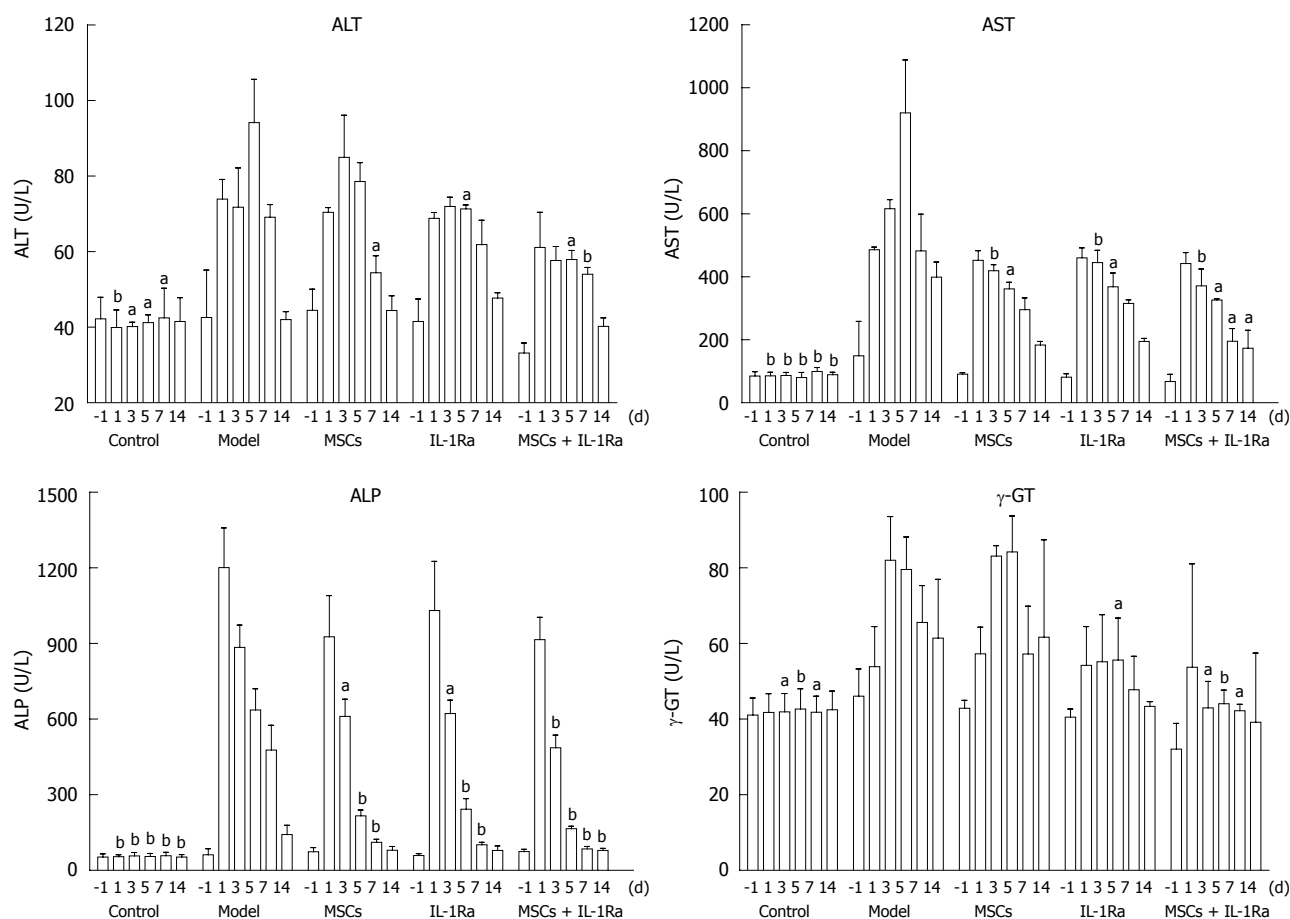 ALT
120
100
80
60
40
20
ALT (U/L)
b a a a
a
a
a b
-1 1 3 5 7 14 -1 1 3 5 7 14 -1 1 3 5 7 14 -1 1 3 5 7 14 -1 1 3 5 7 14 (d)
Control Model MSCs IL-1Ra MSCs + IL-1Ra
AST
1200
1000
800
600
400
200
0
AST (U/L)
b b b b b
b a
b a
b a a a
-1 1 3 5 7 14 -1 1 3 5 7 14 -1 1 3 5 7 14 -1 1 3 5 7 14 -1 1 3 5 7 14 (d)
Control Model MSCs IL-1Ra MSCs + IL-1Ra
ALP
1500
1200
900
600
300
0
ALP (U/L)
b b b b b
a b b
a b b
b b b b
-1 1 3 5 7 14 -1 1 3 5 7 14 -1 1 3 5 7 14 -1 1 3 5 7 14 -1 1 3 5 7 14 (d)
Control Model MSCs IL-1Ra MSCs + IL-1Ra
γ-GT
100
80
60
40
20
0
γ-GT (U/L)
a b a
a
a b a
-1 1 3 5 7 14 -1 1 3 5 7 14 -1 1 3 5 7 14 -1 1 3 5 7 14 -1 1 3 5 7 14 (d)
Control Model MSCs IL-1Ra MSCs + IL-1Ra